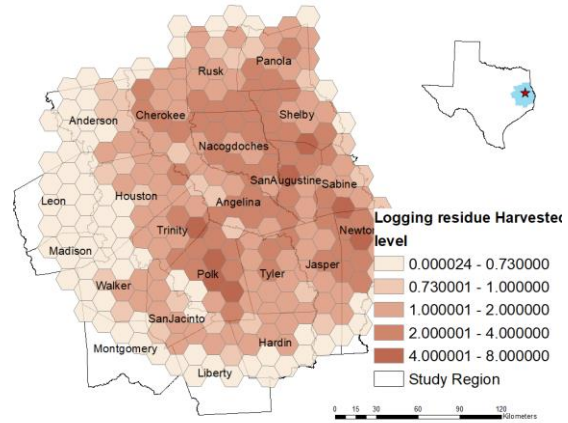 Panola
Rusk
Cherokee
Anderson
Shelby
Nacogdoches
SanAugustine
Sabine
Houston
Leon
Angelina
Trinity
Madison
Newton
Polk
Tyler
Jasper
Walker
SanJacinto
Montgomery
Hardin
Liberty
Logging residue Harvested
level
0.000024 - 0.730000
0.730001 - 1.000000
1.000001 - 2.000000
2.000001 - 4.000000
4.000001 - 8.000000
Study Region
0 15 30 60 90 120
Kilometers